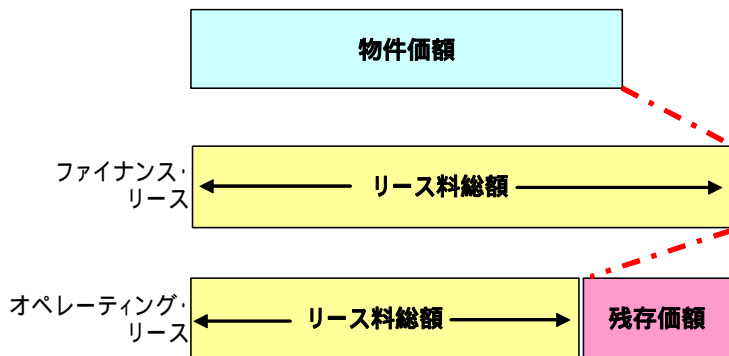 物件価額
ファイナンス・
リース
リース料総額
オペレーティング・
リース
リース料総額
残存価額